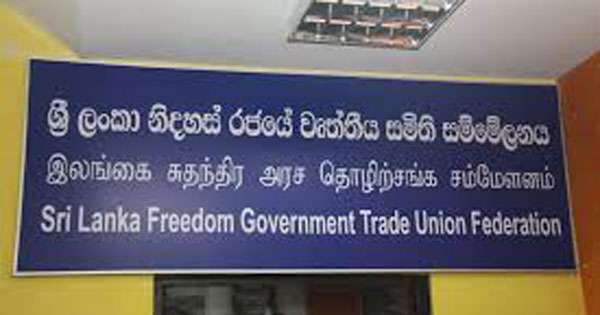 ශ්‍රී ලංකා නිදහස් රජයේ වෘත්තීය සමිති සම්මේලනය
இலங்கை சுதந்திர அரச தொழிற்சங்க சம்மேளனம்
Sri Lanka Freedom Government Trade Union Federation